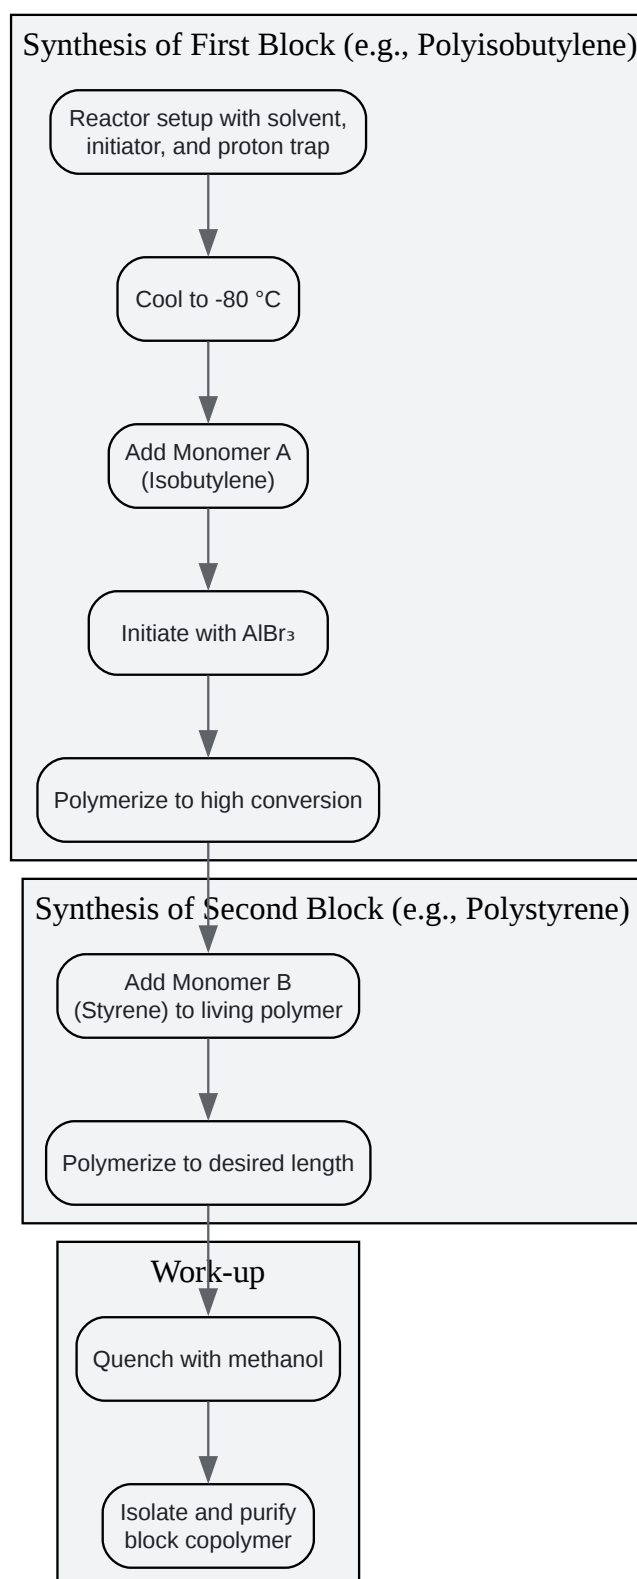 Synthesis of First Block (e.g., Polyisobutylene)
Reactor setup with solvent,
initiator, and proton trap
Cool to -80 °C
Add Monomer A
(Isobutylene)
Initiate with AlBr₃
Polymerize to high conversion
Synthesis of Second Block (e.g., Polystyrene)
Add Monomer B
(Styrene) to living polymer
Polymerize to desired length
Work-up
Quench with methanol
Isolate and purify
block copolymer